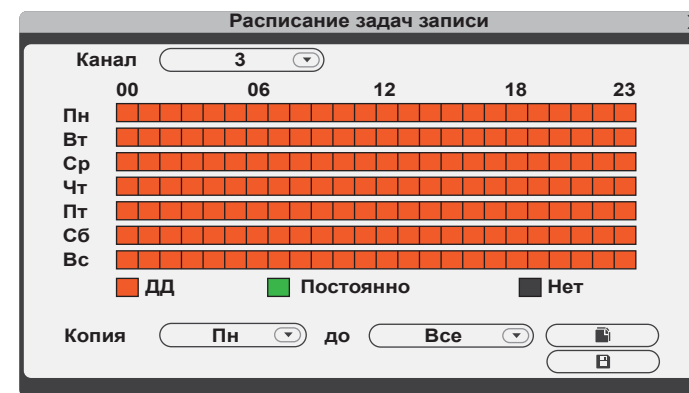 Расписание задач записи
Канал 3
00 06 12 18 23
Пн
Вт
Ср
Чт
Пт
Сб
Вс
ДД Постоянно Нет
Копия Пн до Все